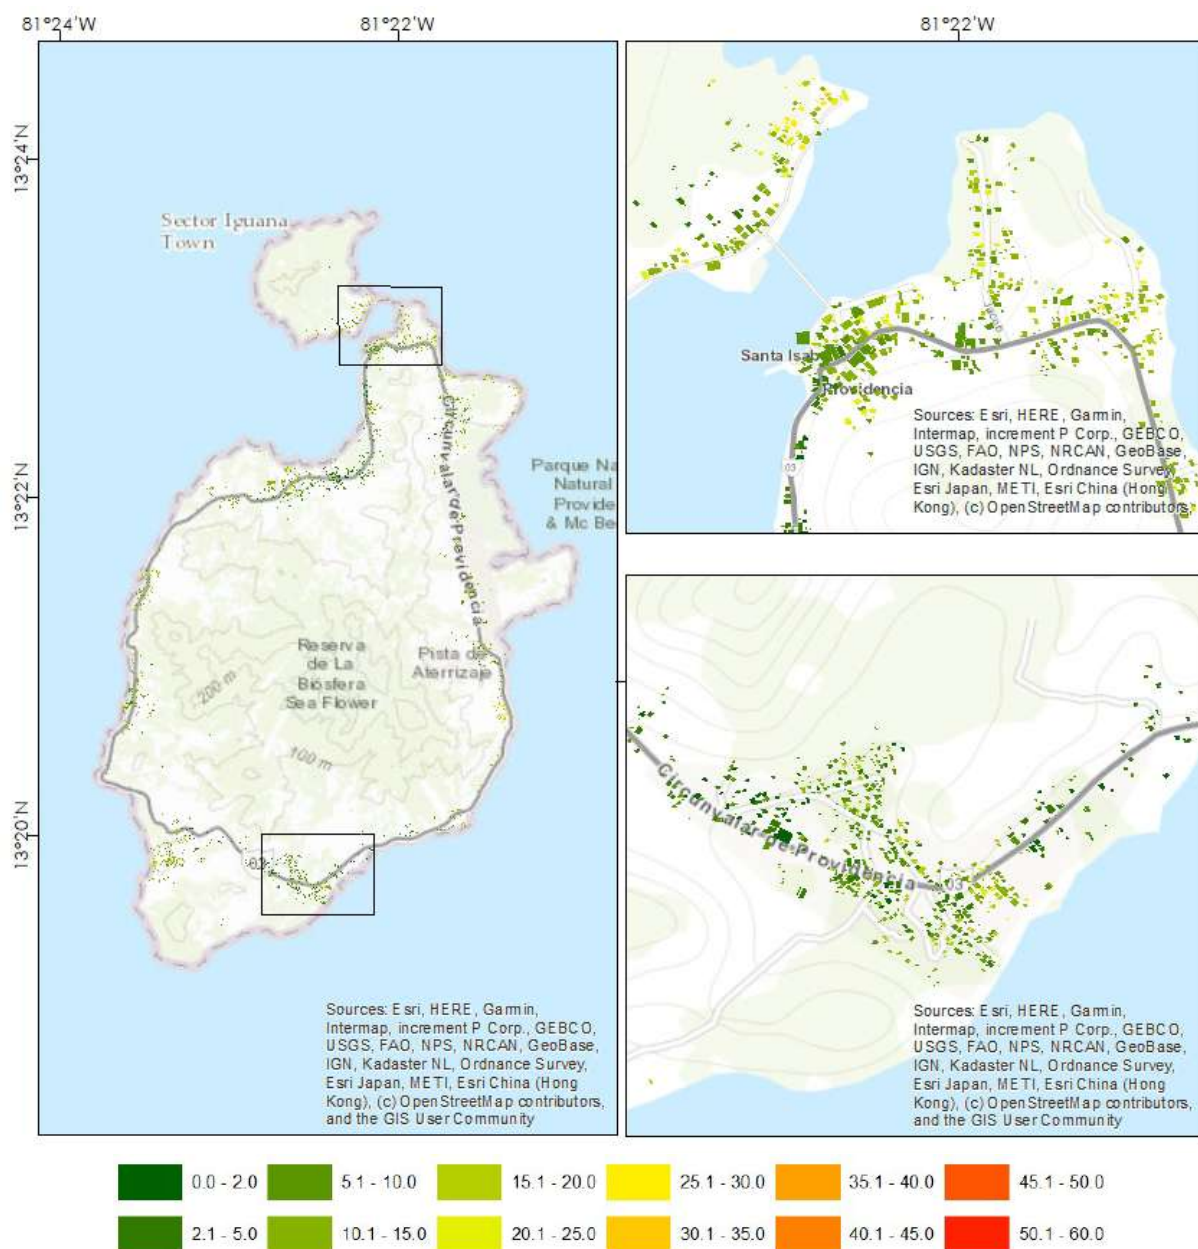 81°24'W
81°22'W
81°22'W
13°24'N
13°22'N
13°20'N
Sector Iguana
Town
Circunvalar de Providencia
Parque Na
Natural
Provide
& Mc Be
Reserva
de La
Biósfera
Sea Flower
Pista de
Aterrizaje
200 m
100 m
03
Sources: Esri, HERE, Garmin,
Intermap, increment P Corp., GEBCO,
USGS, FAO, NPS, NRCAN, GeoBase,
IGN, Kadaster NL, Ordnance Survey,
Esri Japan, METI, Esri China (Hong
Kong), (c) OpenStreetMap contributors,
and the GIS User Community
Santa Isab
Providencia
03
Sources: Esri, HERE, Garmin,
Intermap, increment P Corp., GEBCO,
USGS, FAO, NPS, NRCAN, GeoBase,
IGN, Kadaster NL, Ordnance Survey,
Esri Japan, METI, Esri China (Hong
Kong), (c) OpenStreetMap contributors,
Circunvalar de Providencia
03
Sources: Esri, HERE, Garmin,
Intermap, increment P Corp., GEBCO,
USGS, FAO, NPS, NRCAN, GeoBase,
IGN, Kadaster NL, Ordnance Survey,
Esri Japan, METI, Esri China (Hong
Kong), (c) OpenStreetMap contributors,
and the GIS User Community
0.0 - 2.0 5.1 - 10.0 15.1 - 20.0 25.1 - 30.0 35.1 - 40.0 45.1 - 50.0
2.1 - 5.0 10.1 - 15.0 20.1 - 25.0 30.1 - 35.0 40.1 - 45.0 50.1 - 60.0